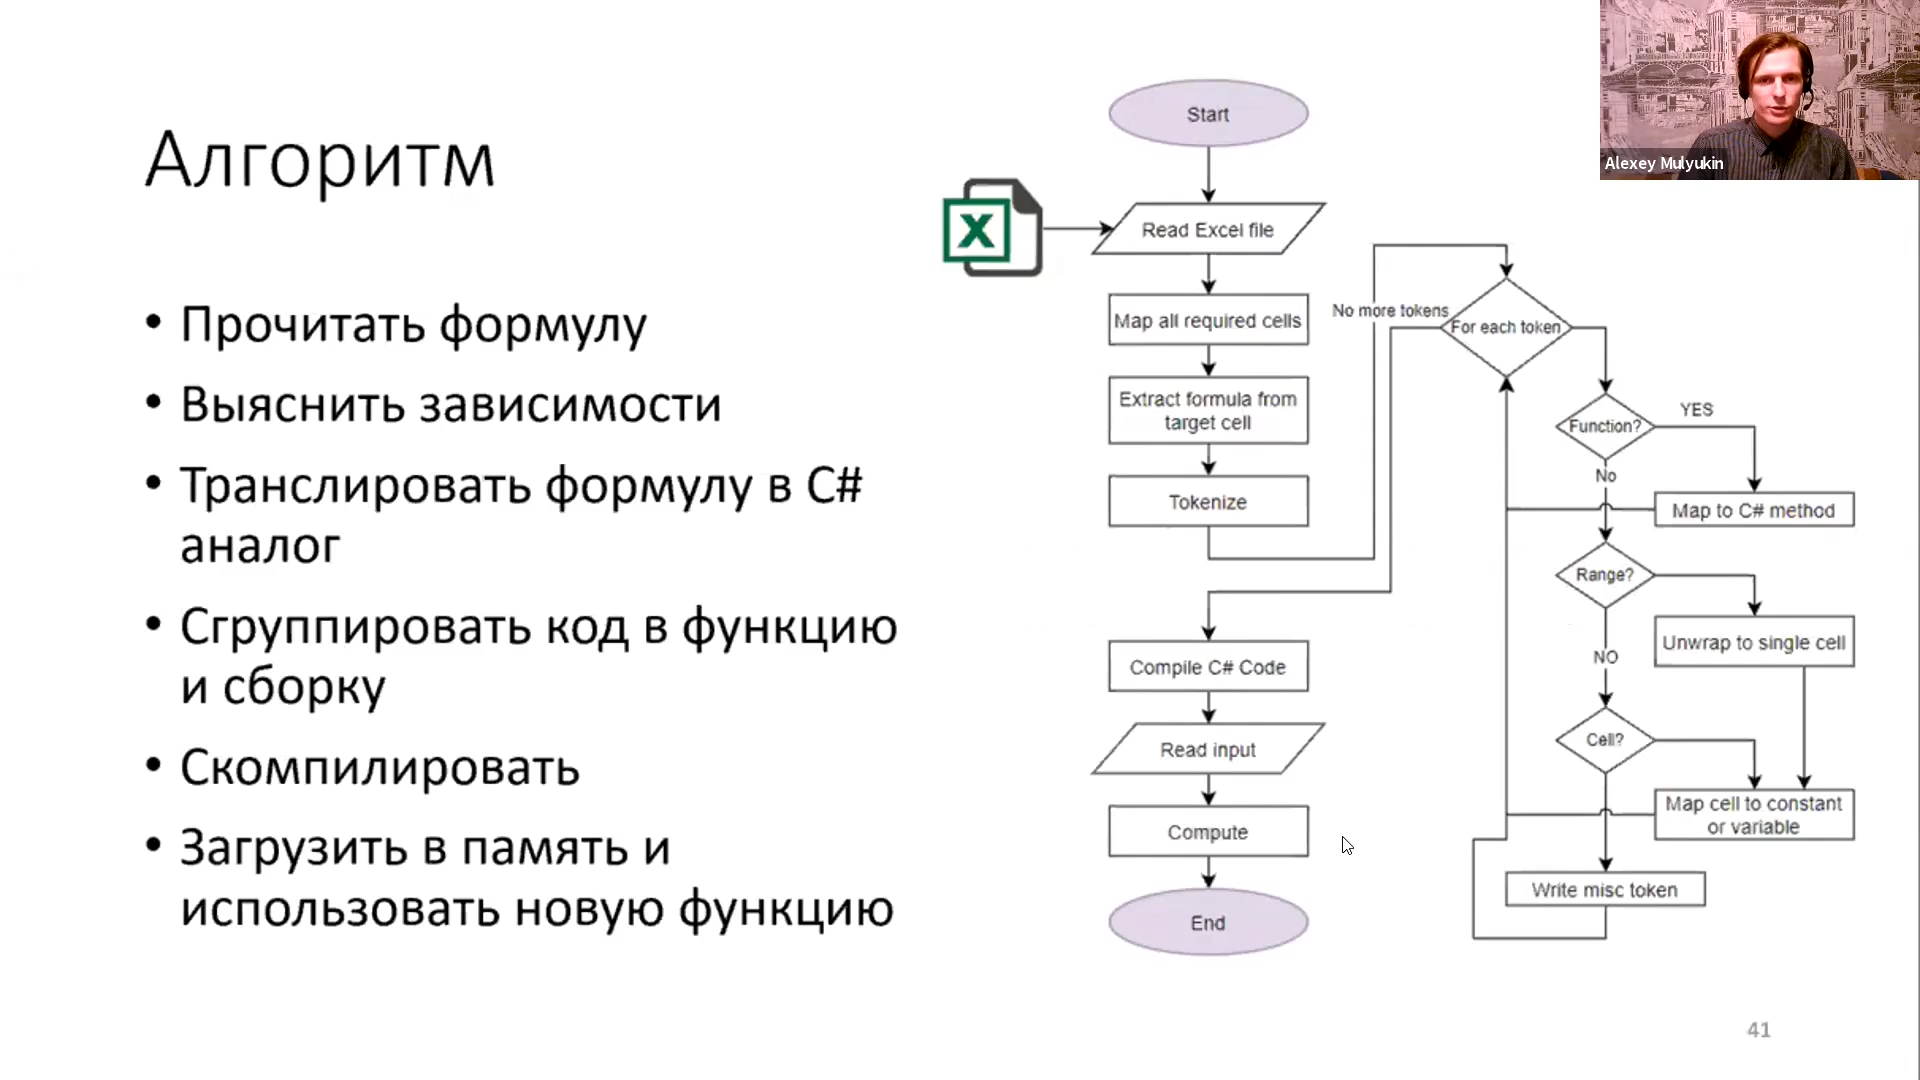 Alexey Mulyukin
Алгоритм
• Прочитать формулу
• Выяснить зависимости
• Транслировать формулу в C#
аналог
• Сгруппировать код в функцию
и сборку
• Скомпилировать
• Загрузить в память и
использовать новую функцию
Start
X
Read Excel file
Map all required cells
Extract formula from
target cell
Tokenize
Compile C# Code
Read input
Compute
End
No more tokens
For each token
Function?
YES
No
Map to C# method
Range?
Unwrap to single cell
NO
Cell?
Map cell to constant
or variable
Write misc token
41